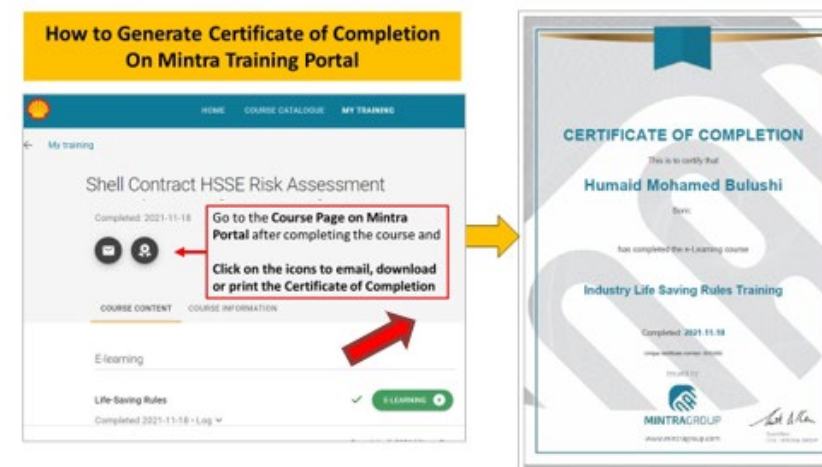 How to Generate Certificate of Completion
On Mintra Training Portal
HOME COURSE CATALOGUE MY TRAINING
← My training
Shell Contract HSSE Risk Assessment
Completed: 2021-11-18
Go to the Course Page on Mintra
Portal after completing the course and
Click on the icons to email, download
or print the Certificate of Completion
COURSE CONTENT COURSE INFORMATION
E-learning
Life-Saving Rules
E-LEARNING
Completed 2021-11-18 - Log
CERTIFICATE OF COMPLETION
This is to certify that
Humaid Mohamed Bulushi
Born:
has completed the e-Learning course
Industry Life Saving Rules Training
Completed: 2021-11-18
Issued by
MINTRAGROUP
www.mintragroup.com